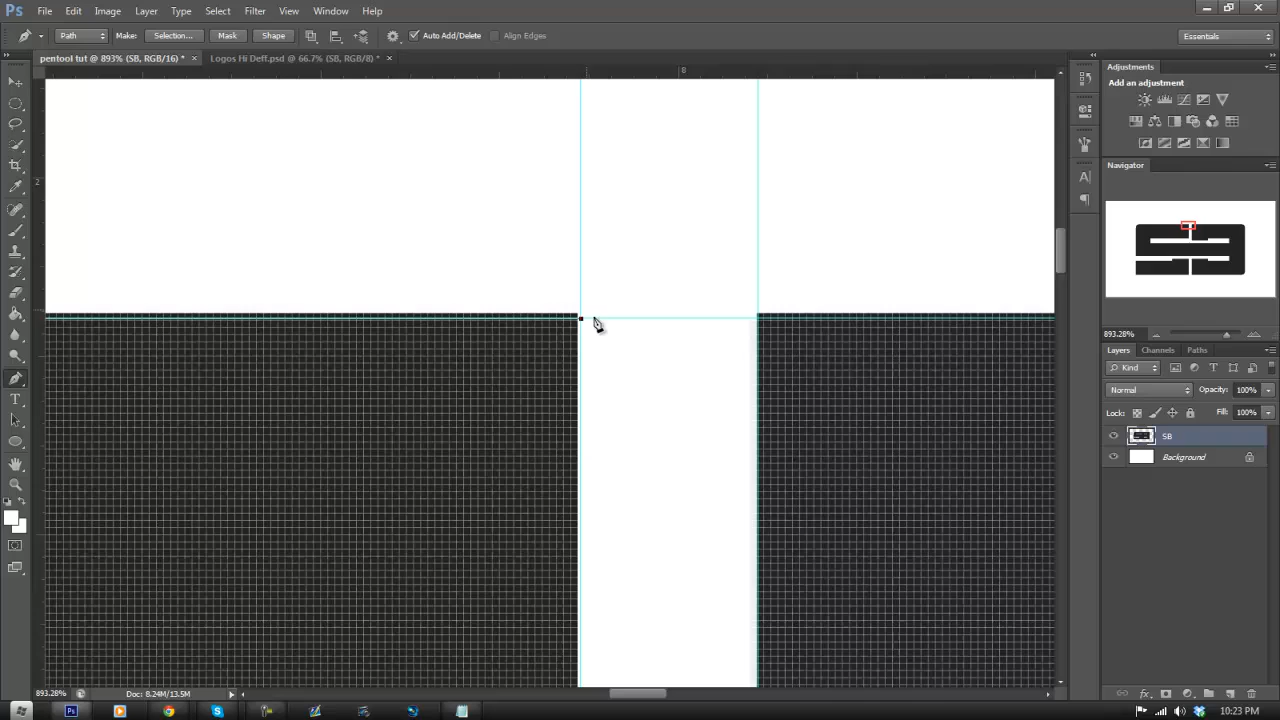 Ps File Edit Image Layer Type Select Filter View Window Help
Path Make: Selection... Mask Shape Auto Add/Delete Align Edges Essentials
pentool tut @ 893% (SB, RGB/16) * × Logos Hi Deff.psd @ 66.7% (SB, RGB/8) * ×
8
2
Adjustments
Add an adjustment
Navigator
893.28%
Layers Channels Paths
Kind
Normal Opacity: 100%
Lock: Fill: 100%
SB
Background
893.28% Doc: 8.24M/13.5M
Ps 10:23 PM